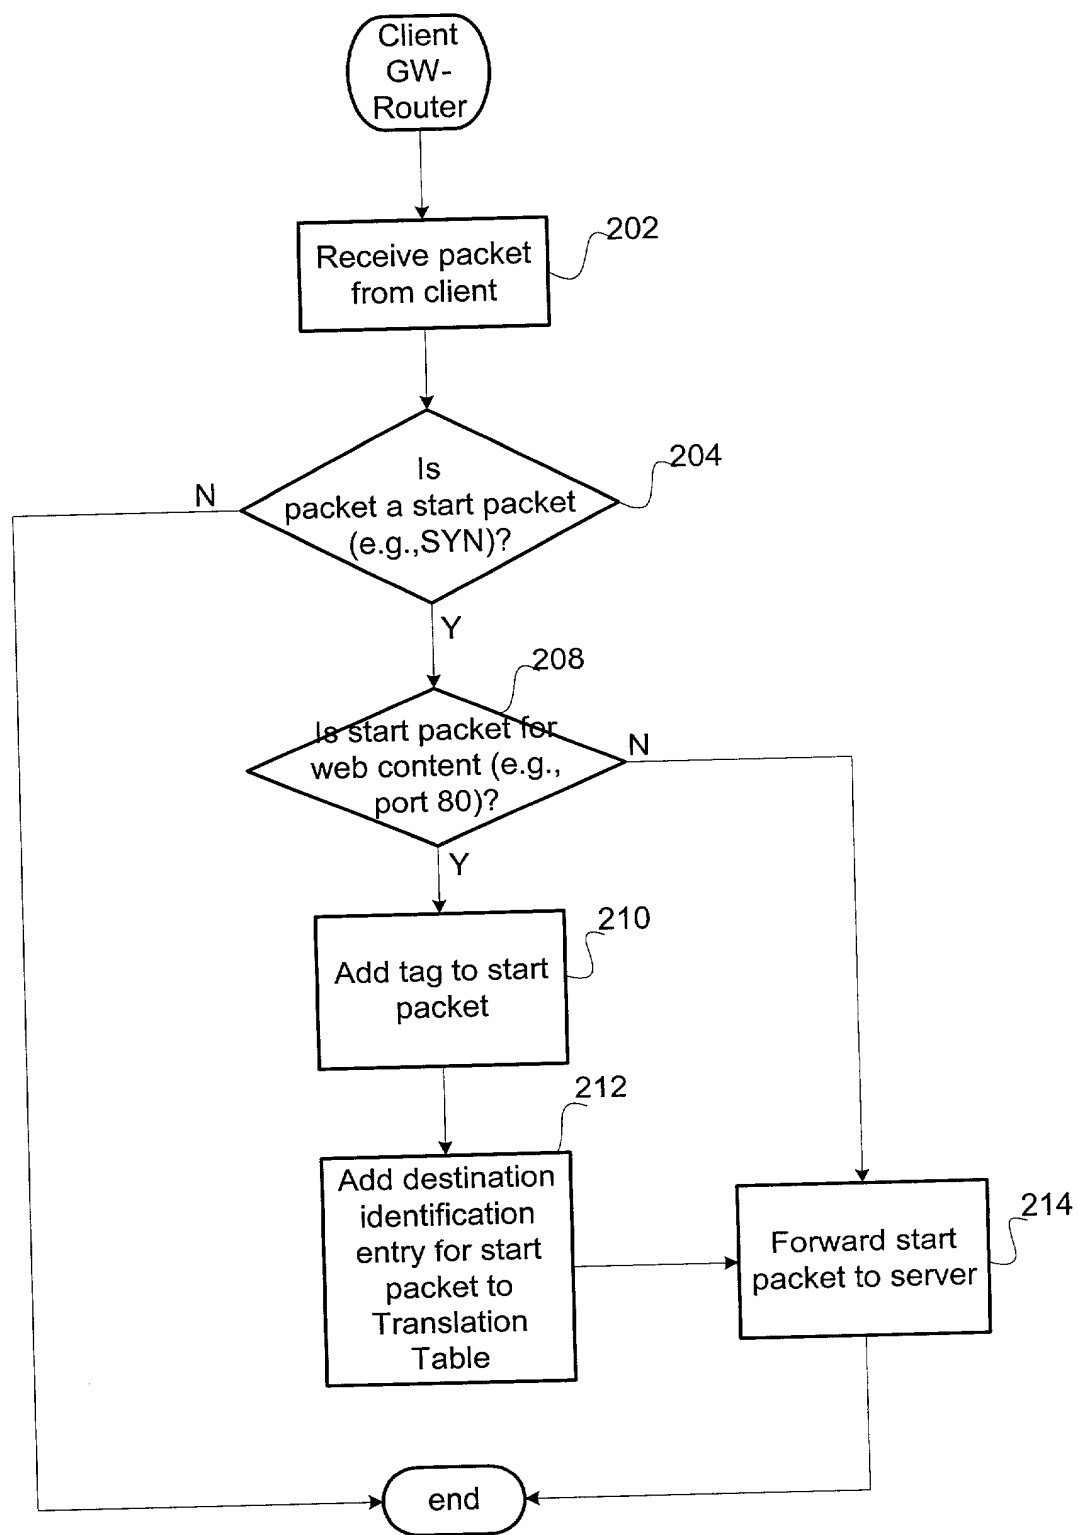 Client
GW-
Router
202
Receive packet
from client
204
Is
packet a start packet
(e.g.,SYN)?
N
Y
208
Is start packet for
web content (e.g.,
port 80)?
N
Y
210
Add tag to start
packet
212
Add destination
identification
entry for start
packet to
Translation
Table
214
Forward start
packet to server
end